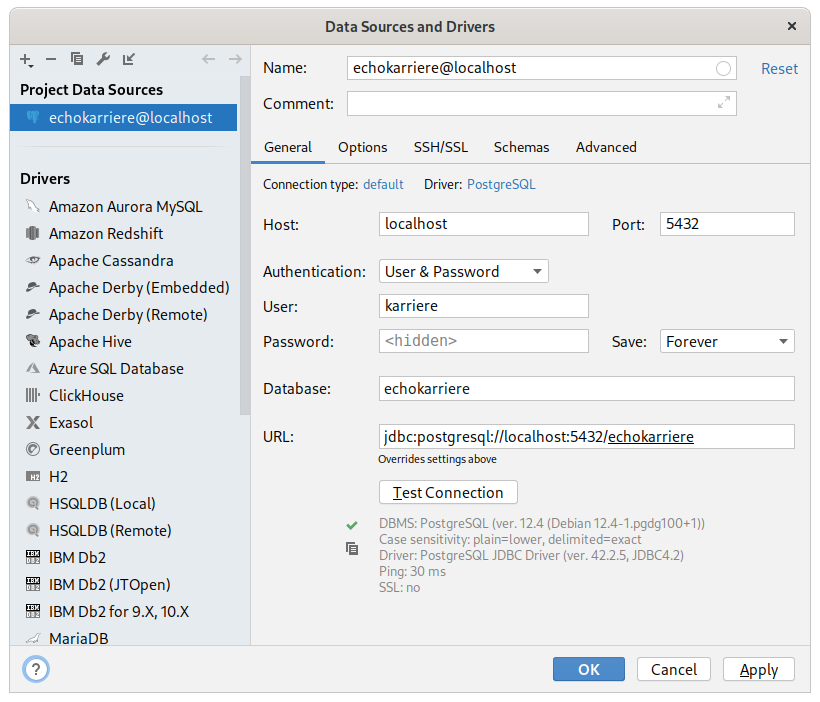 Data Sources and Drivers
Project Data Sources
echokarriere@localhost
Drivers
Amazon Aurora MySQL
Amazon Redshift
Apache Cassandra
Apache Derby (Embedded)
Apache Derby (Remote)
Apache Hive
Azure SQL Database
ClickHouse
Exasol
Greenplum
H2
HSQLDB (Local)
HSQLDB (Remote)
IBM Db2
IBM Db2 (JTOpen)
IBM Db2 for 9.X, 10.X
MariaDB
Name: echokarriere@localhost Reset
Comment:
General Options SSH/SSL Schemas Advanced
Connection type: default Driver: PostgreSQL
Host: localhost Port: 5432
Authentication: User & Password
User: karriere
Password: <hidden> Save: Forever
Database: echokarriere
URL: jdbc:postgresql://localhost:5432/echokarriere
Overrides settings above
Test Connection
DBMS: PostgreSQL (ver. 12.4 (Debian 12.4-1.pgdg100+1))
Case sensitivity: plain=lower, delimited=exact
Driver: PostgreSQL JDBC Driver (ver. 42.2.5, JDBC4.2)
Ping: 30 ms
SSL: no
? OK Cancel Apply